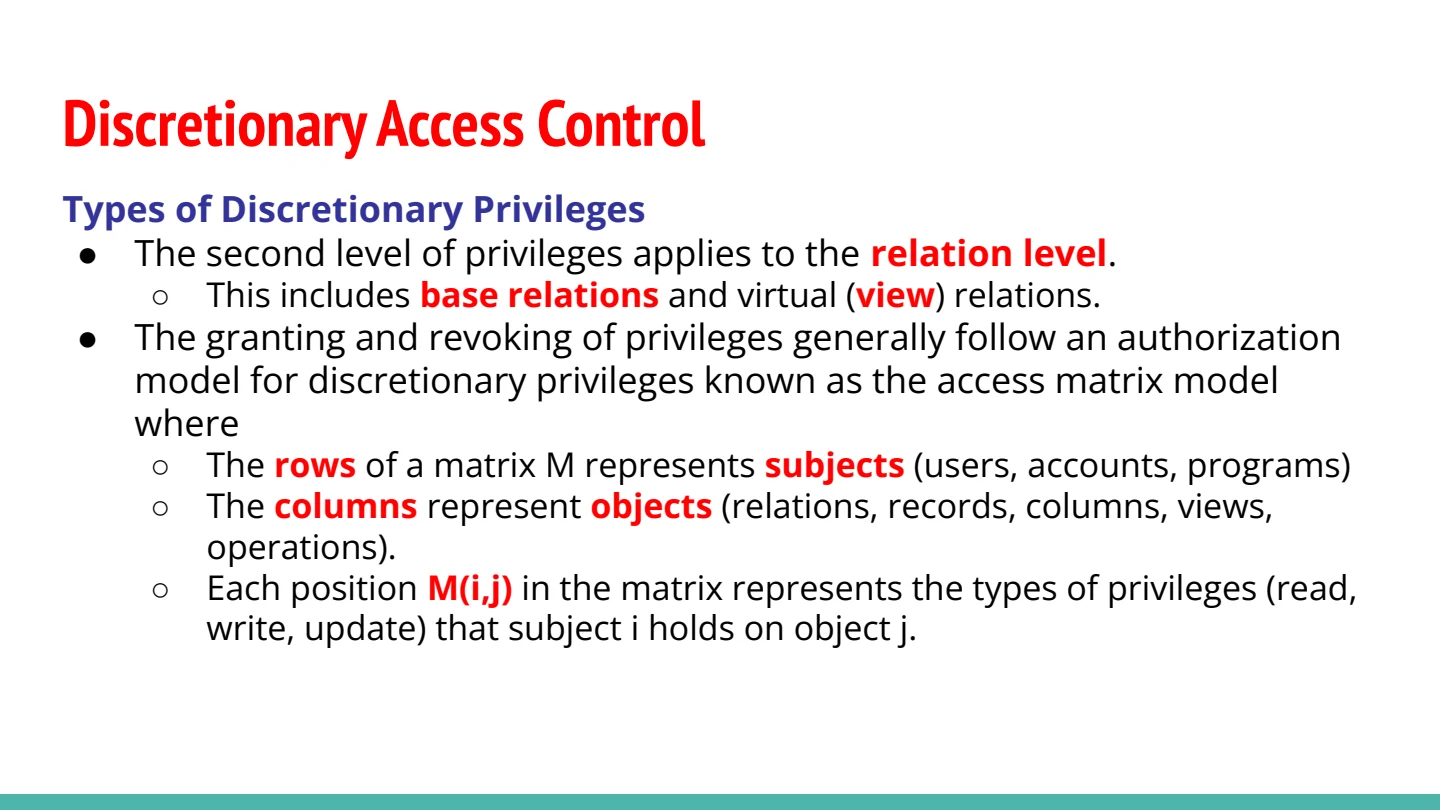 Discretionary Access Control
Types of Discretionary Privileges
● The second level of privileges applies to the relation level.
○ This includes base relations and virtual (view) relations.
● The granting and revoking of privileges generally follow an authorization
model for discretionary privileges known as the access matrix model
where
○ The rows of a matrix M represents subjects (users, accounts, programs)
○ The columns represent objects (relations, records, columns, views,
operations).
○ Each position M(i,j) in the matrix represents the types of privileges (read,
write, update) that subject i holds on object j.